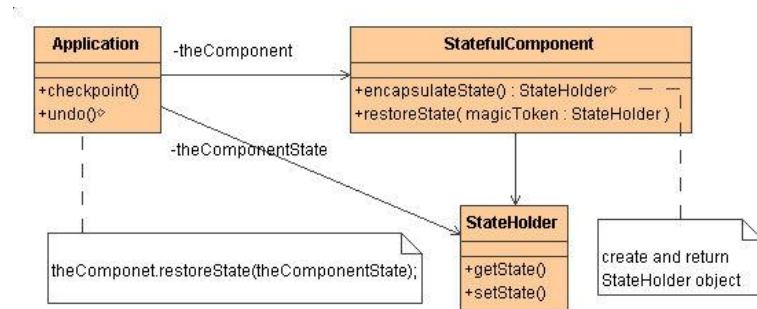 Application
+checkpoint()
+undo()
-theComponent
StatefulComponent
+encapsulateState() : StateHolder
+restoreState( magicToken : StateHolder )
-theComponentState
StateHolder
+getState()
+setState()
theComponet.restoreState(theComponentState);
create and return
StateHolder object